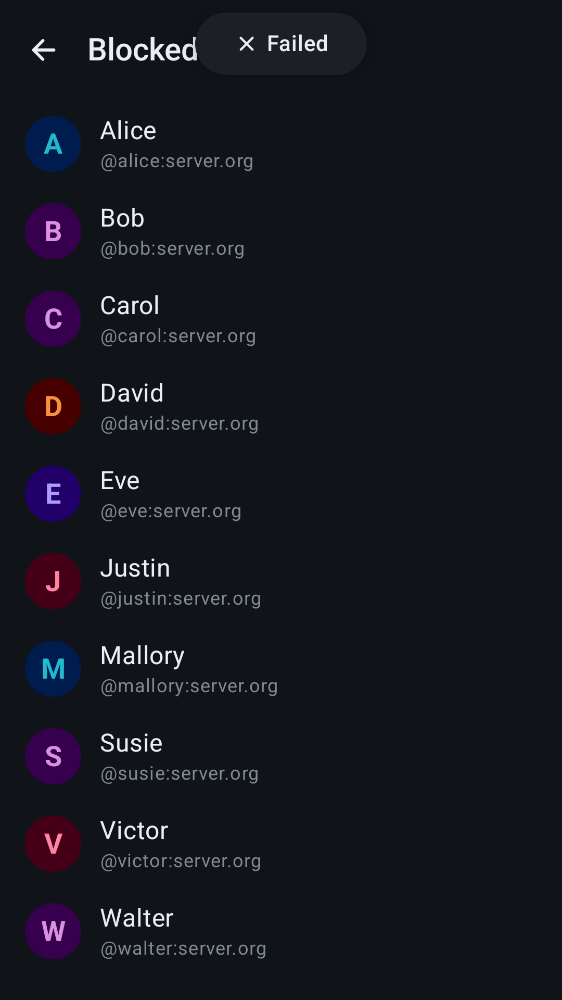 Blocked
Failed
A
Alice
@alice:server.org
B
Bob
@bob:server.org
C
Carol
@carol:server.org
D
David
@david:server.org
E
Eve
@eve:server.org
J
Justin
@justin:server.org
M
Mallory
@mallory:server.org
S
Susie
@susie:server.org
V
Victor
@victor:server.org
W
Walter
@walter:server.org